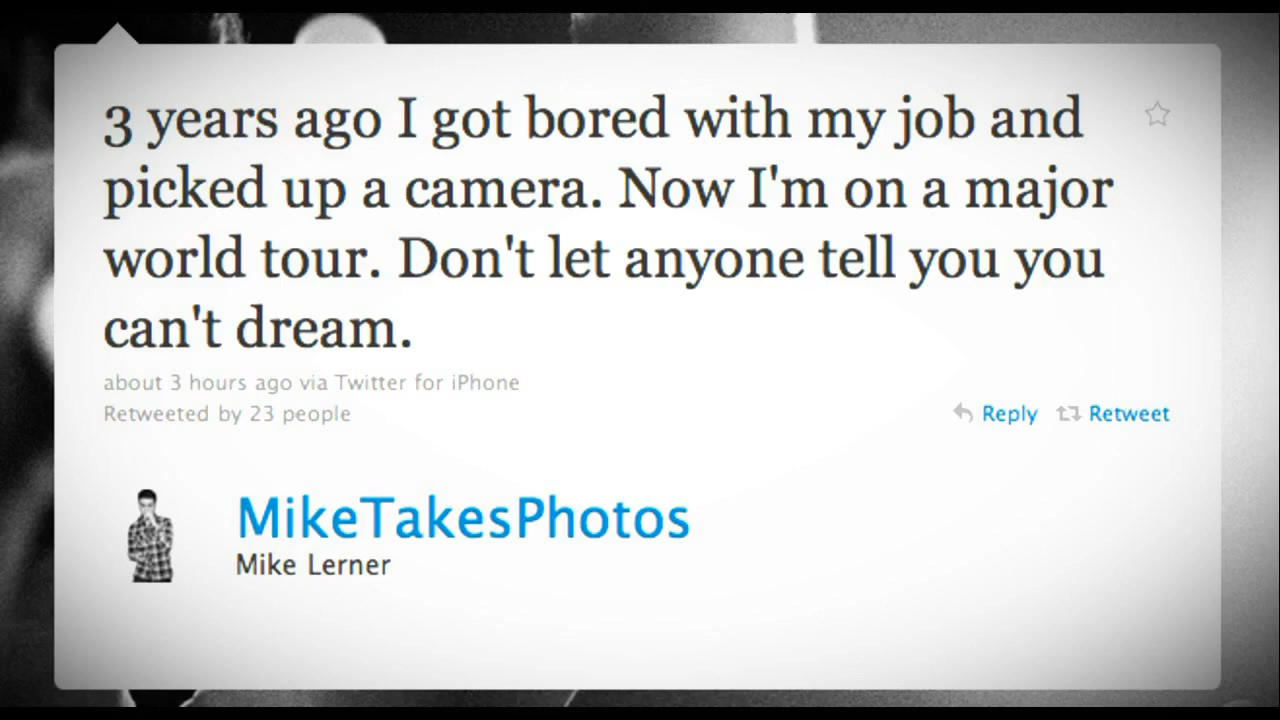 3 years ago I got bored with my job and
picked up a camera. Now I'm on a major
world tour. Don't let anyone tell you you
can't dream.
about 3 hours ago via Twitter for iPhone
Retweeted by 23 people
Reply Retweet
MikeTakesPhotos
Mike Lerner